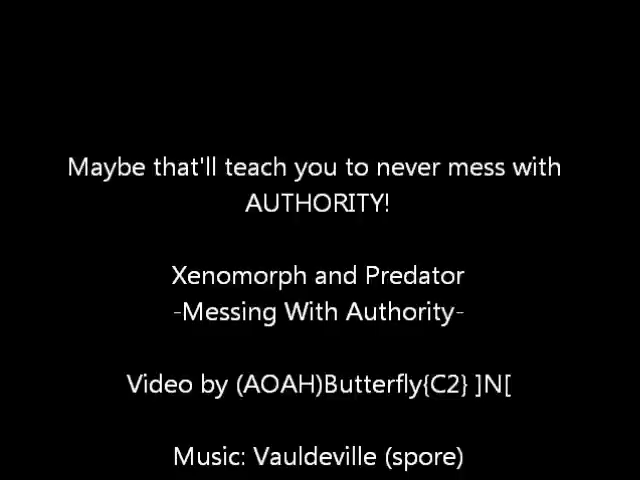 Maybe that'll teach you to never mess with
AUTHORITY!
Xenomorph and Predator
-Messing With Authority-
Video by (AOAH)Butterfly{C2} ]N[
Music: Vauldeville (spore)